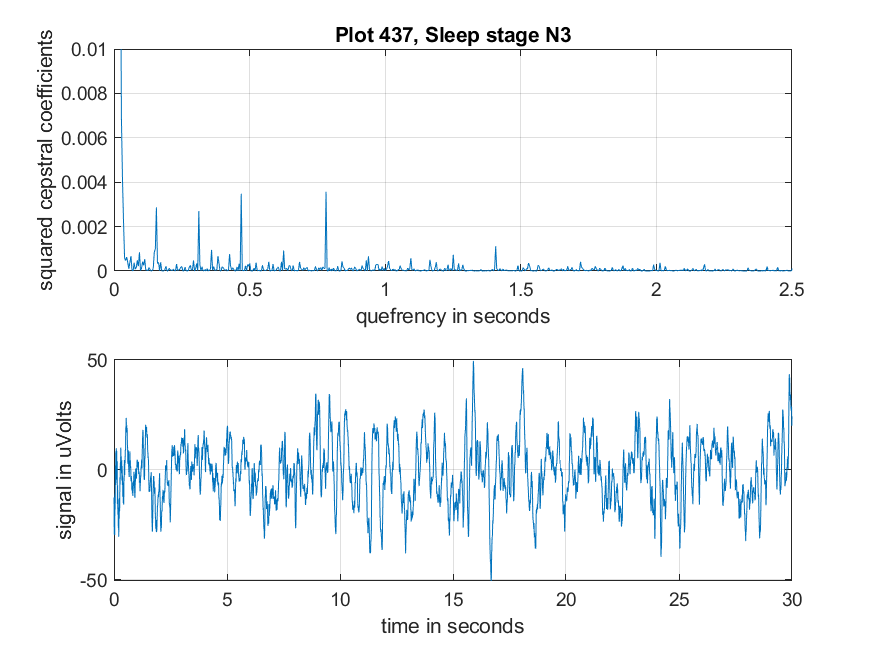 Plot 437, Sleep stage N3
squared cepstral coefficients
0.01
0.008
0.006
0.004
0.002
0
0 0.5 1 1.5 2 2.5
quefrency in seconds
signal in uVolts
50
0
-50
0 5 10 15 20 25 30
time in seconds